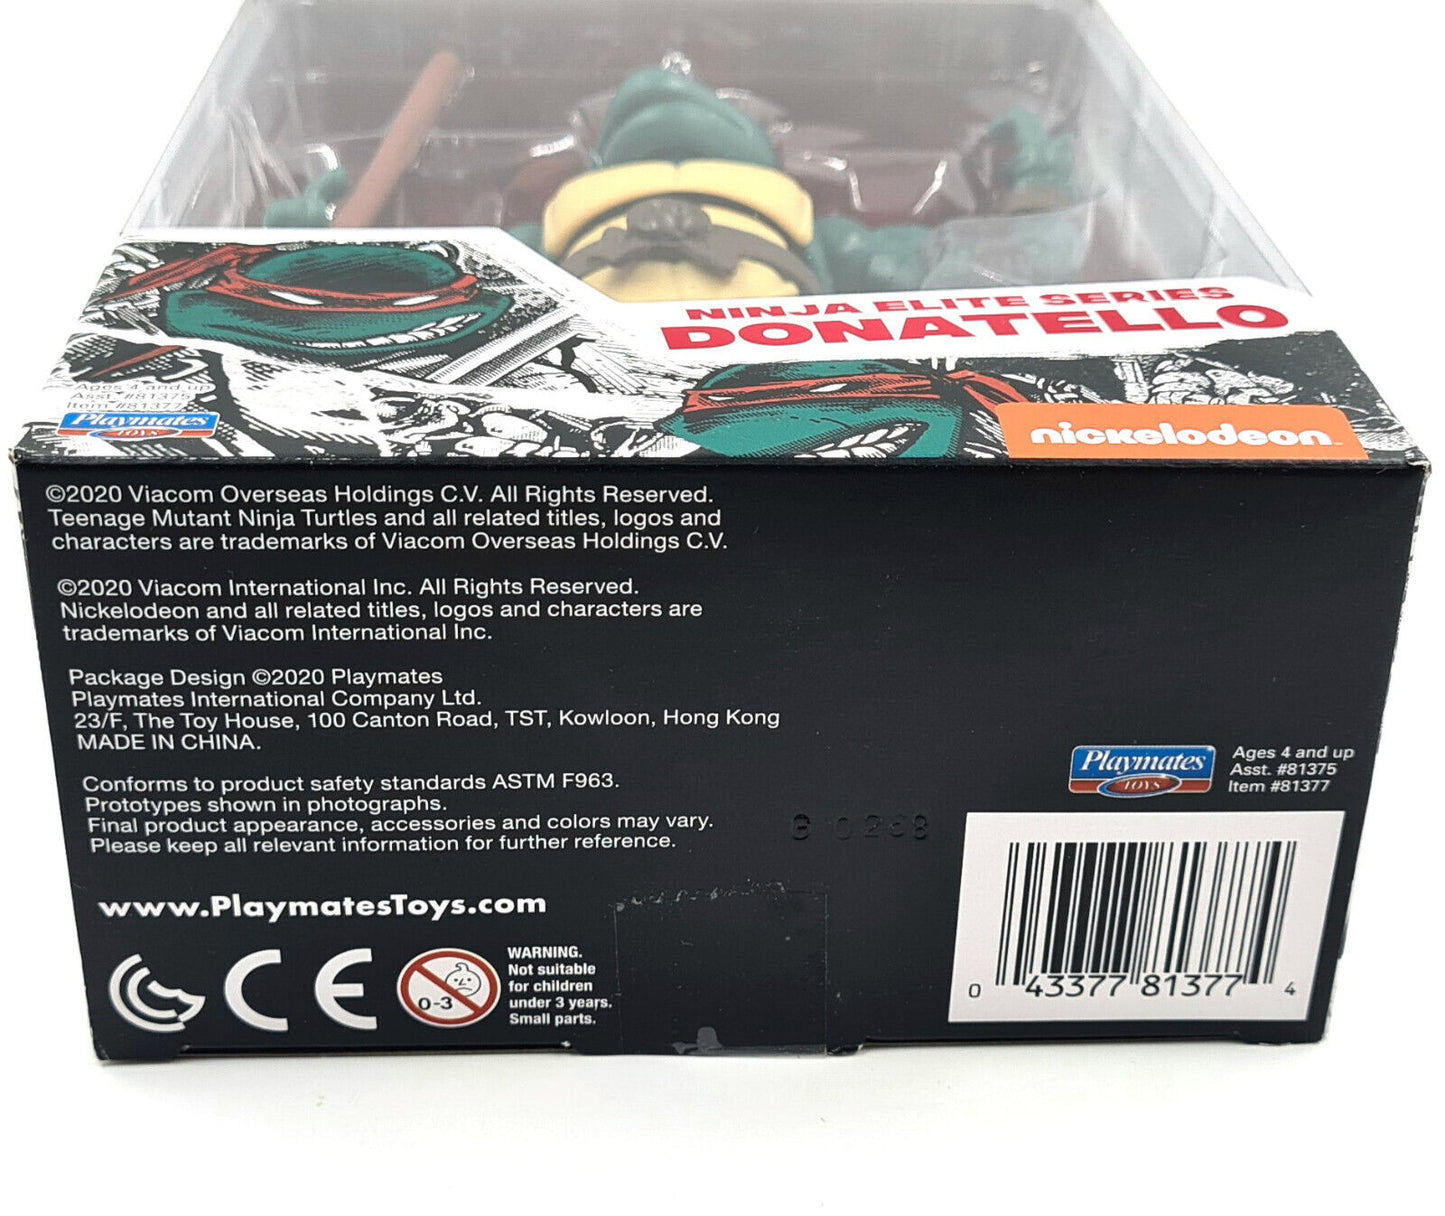 NINJA ELITE SERIES
DONATELLO
Ages 4 and up
Asst. #81375
Item #81377
Playmates
TOYS
nickelodeon
©2020 Viacom Overseas Holdings C.V. All Rights Reserved.
Teenage Mutant Ninja Turtles and all related titles, logos and
characters are trademarks of Viacom Overseas Holdings C.V.
©2020 Viacom International Inc. All Rights Reserved.
Nickelodeon and all related titles, logos and characters are
trademarks of Viacom International Inc.
Package Design ©2020 Playmates
Playmates International Company Ltd.
23/F, The Toy House, 100 Canton Road, TST, Kowloon, Hong Kong
MADE IN CHINA.
Conforms to product safety standards ASTM F963.
Prototypes shown in photographs.
Final product appearance, accessories and colors may vary.
Please keep all relevant information for further reference.
www.PlaymatesToys.com
CE
0-3
WARNING.
Not suitable
for children
under 3 years.
Small parts.
Playmates
TOYS
Ages 4 and up
Asst. #81375
Item #81377
0 43377 81377 4